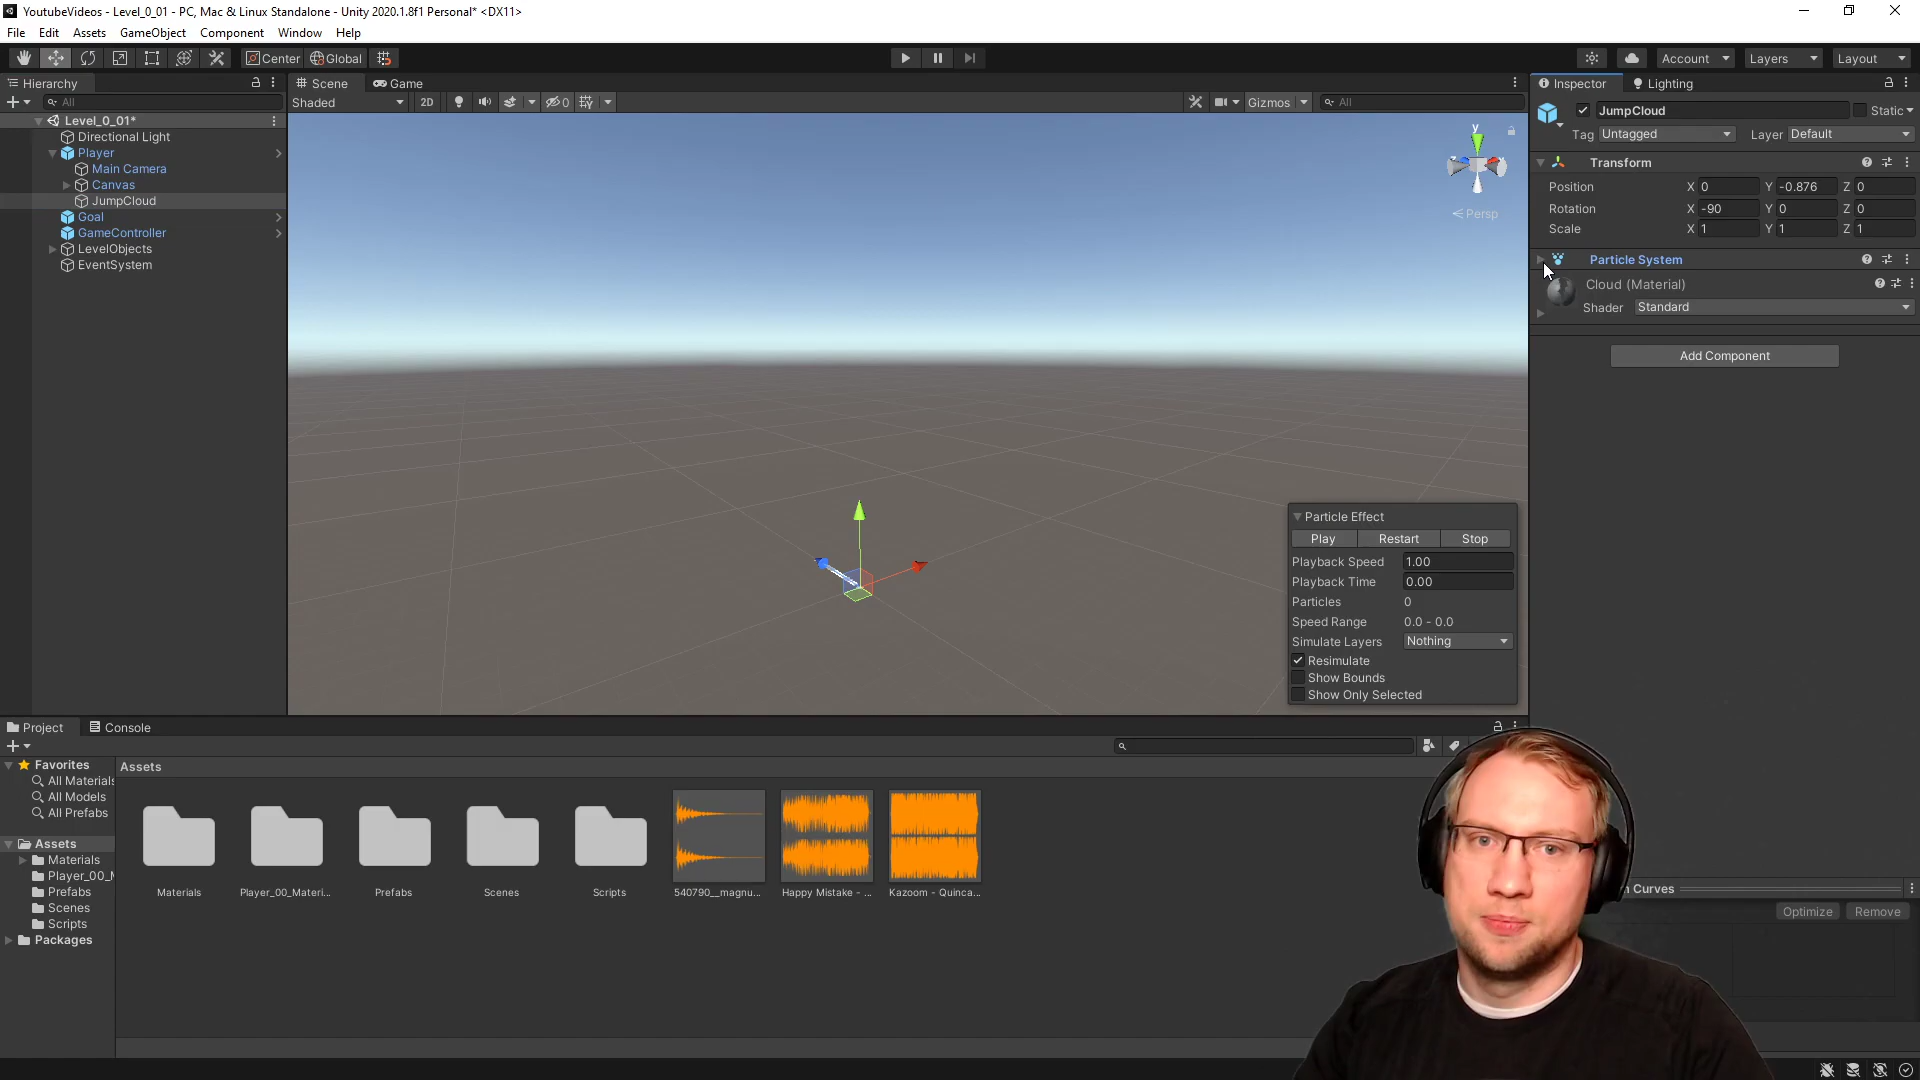 YoutubeVideos - Level_0_01 - PC, Mac & Linux Standalone - Unity 2020.1.8f1 Personal* <DX11>
File Edit Assets GameObject Component Window Help
Center Global Account Layers Layout
Hierarchy
All
Level_0_01*
Directional Light
Player
Main Camera
Canvas
JumpCloud
Goal
GameController
LevelObjects
EventSystem
Scene Game
Shaded 2D 0 Gizmos All
y
Persp
Particle Effect
Play Restart Stop
Playback Speed 1.00
Playback Time 0.00
Particles 0
Speed Range 0.0 - 0.0
Simulate Layers Nothing
Resimulate
Show Bounds
Show Only Selected
Inspector Lighting
JumpCloud Static
Tag Untagged Layer Default
Transform
Position X 0 Y -0.876 Z 0
Rotation X -90 Y 0 Z 0
Scale X 1 Y 1 Z 1
Particle System
Cloud (Material)
Shader Standard
Add Component
Project Console
Favorites
All Materials
All Models
All Prefabs
Assets
Materials
Player_00_M
Prefabs
Scenes
Scripts
Packages
Assets
Materials Player_00_Materi... Prefabs Scenes Scripts 540790__magnu... Happy Mistake - ... Kazoom - Quinca...
Curves
Optimize Remove